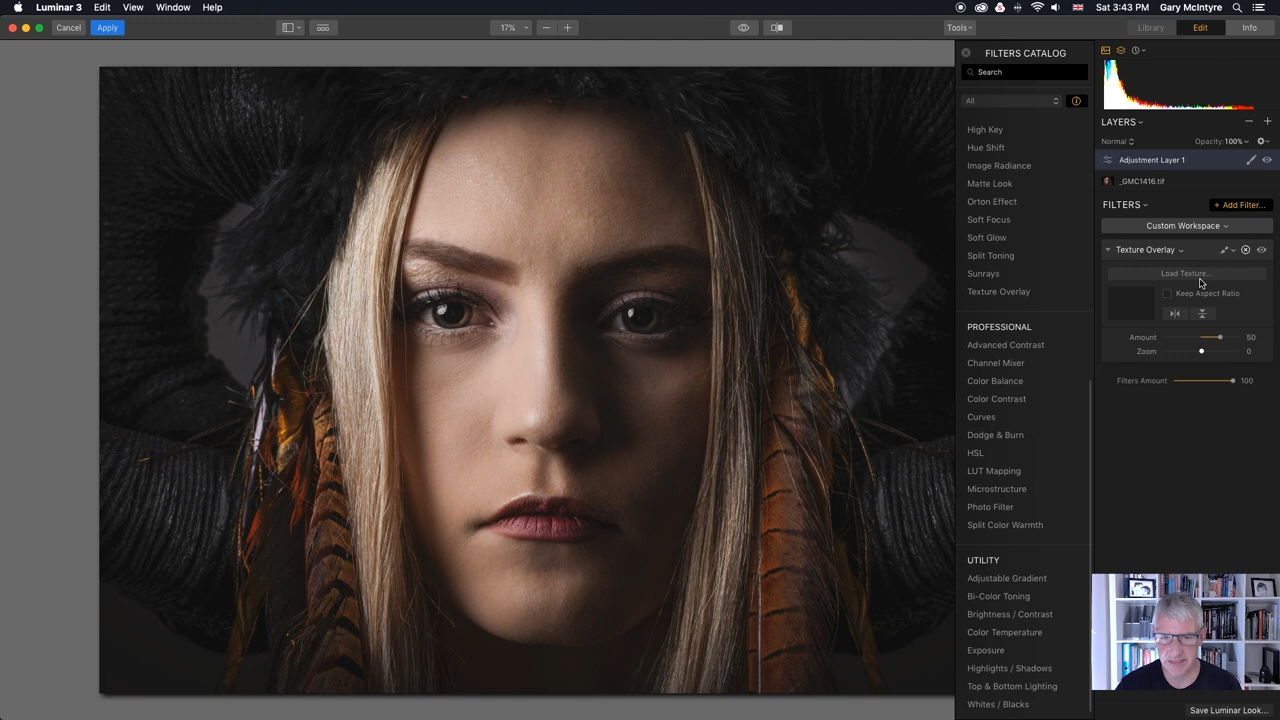 Luminar 3 File Edit View Window Help
Sat 3:43 PM Gary McIntyre
Cancel Apply
17%
Tools
Library Edit Info
FILTERS CATALOG
Search
All
High Key
Hue Shift
Image Radiance
Matte Look
Orton Effect
Soft Focus
Soft Glow
Split Toning
Sunrays
Texture Overlay
PROFESSIONAL
Advanced Contrast
Channel Mixer
Color Balance
Color Contrast
Curves
Dodge & Burn
HSL
LUT Mapping
Microstructure
Photo Filter
Split Color Warmth
UTILITY
Adjustable Gradient
Bi-Color Toning
Brightness / Contrast
Color Temperature
Exposure
Highlights / Shadows
Top & Bottom Lighting
Whites / Blacks
LAYERS
Normal Opacity: 100%
Adjustment Layer 1
_GMC1416.tif
FILTERS + Add Filter...
Custom Workspace
Texture Overlay
Load Texture...
Keep Aspect Ratio
Amount 50
Zoom 0
Filters Amount 100
Save Luminar Look...